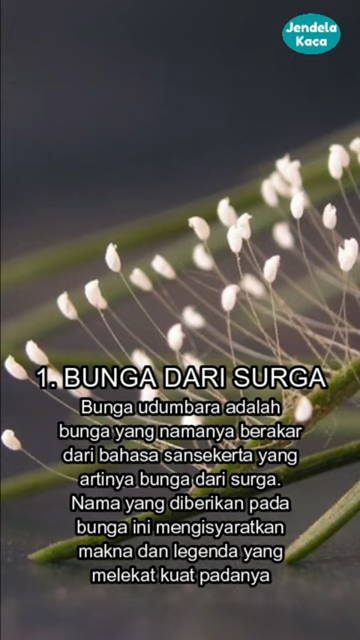 Jendela
Kaca
1. BUNGA DARI SURGA
Bunga udumbara adalah
bunga yang namanya berakar
dari bahasa sansekerta yang
artinya bunga dari surga.
Nama yang diberikan pada
bunga ini mengisyaratkan
makna dan legenda yang
melekat kuat padanya